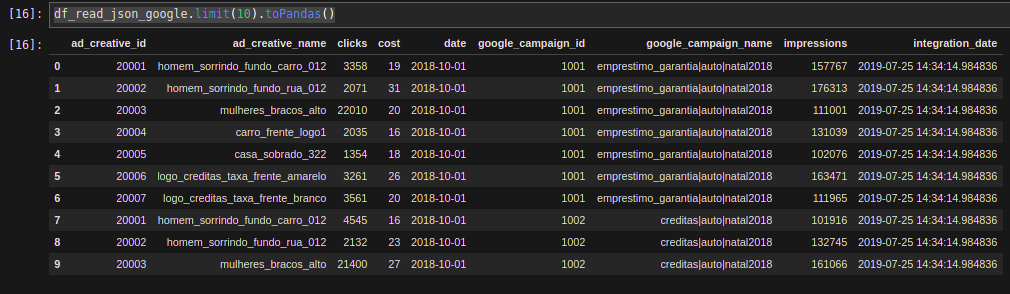 [16]: df_read_json_google.limit(10).toPandas()
[16]: ad_creative_id ad_creative_name clicks cost date google_campaign_id google_campaign_name impressions integration_date
0 20001 homem_sorrindo_fundo_carro_012 3358 19 2018-10-01 1001 emprestimo_garantia|auto|natal2018 157767 2019-07-25 14:34:14.984836
1 20002 homem_sorrindo_fundo_rua_012 2071 31 2018-10-01 1001 emprestimo_garantia|auto|natal2018 176313 2019-07-25 14:34:14.984836
2 20003 mulheres_bracos_alto 22010 20 2018-10-01 1001 emprestimo_garantia|auto|natal2018 111001 2019-07-25 14:34:14.984836
3 20004 carro_frente_logo1 2035 16 2018-10-01 1001 emprestimo_garantia|auto|natal2018 131039 2019-07-25 14:34:14.984836
4 20005 casa_sobrado_322 1354 18 2018-10-01 1001 emprestimo_garantia|auto|natal2018 102076 2019-07-25 14:34:14.984836
5 20006 logo_creditas_taxa_frente_amarelo 3261 26 2018-10-01 1001 emprestimo_garantia|auto|natal2018 163471 2019-07-25 14:34:14.984836
6 20007 logo_creditas_taxa_frente_branco 3561 20 2018-10-01 1001 emprestimo_garantia|auto|natal2018 111965 2019-07-25 14:34:14.984836
7 20001 homem_sorrindo_fundo_carro_012 4545 16 2018-10-01 1002 creditas|auto|natal2018 101916 2019-07-25 14:34:14.984836
8 20002 homem_sorrindo_fundo_rua_012 2132 23 2018-10-01 1002 creditas|auto|natal2018 132745 2019-07-25 14:34:14.984836
9 20003 mulheres_bracos_alto 21400 27 2018-10-01 1002 creditas|auto|natal2018 161066 2019-07-25 14:34:14.984836